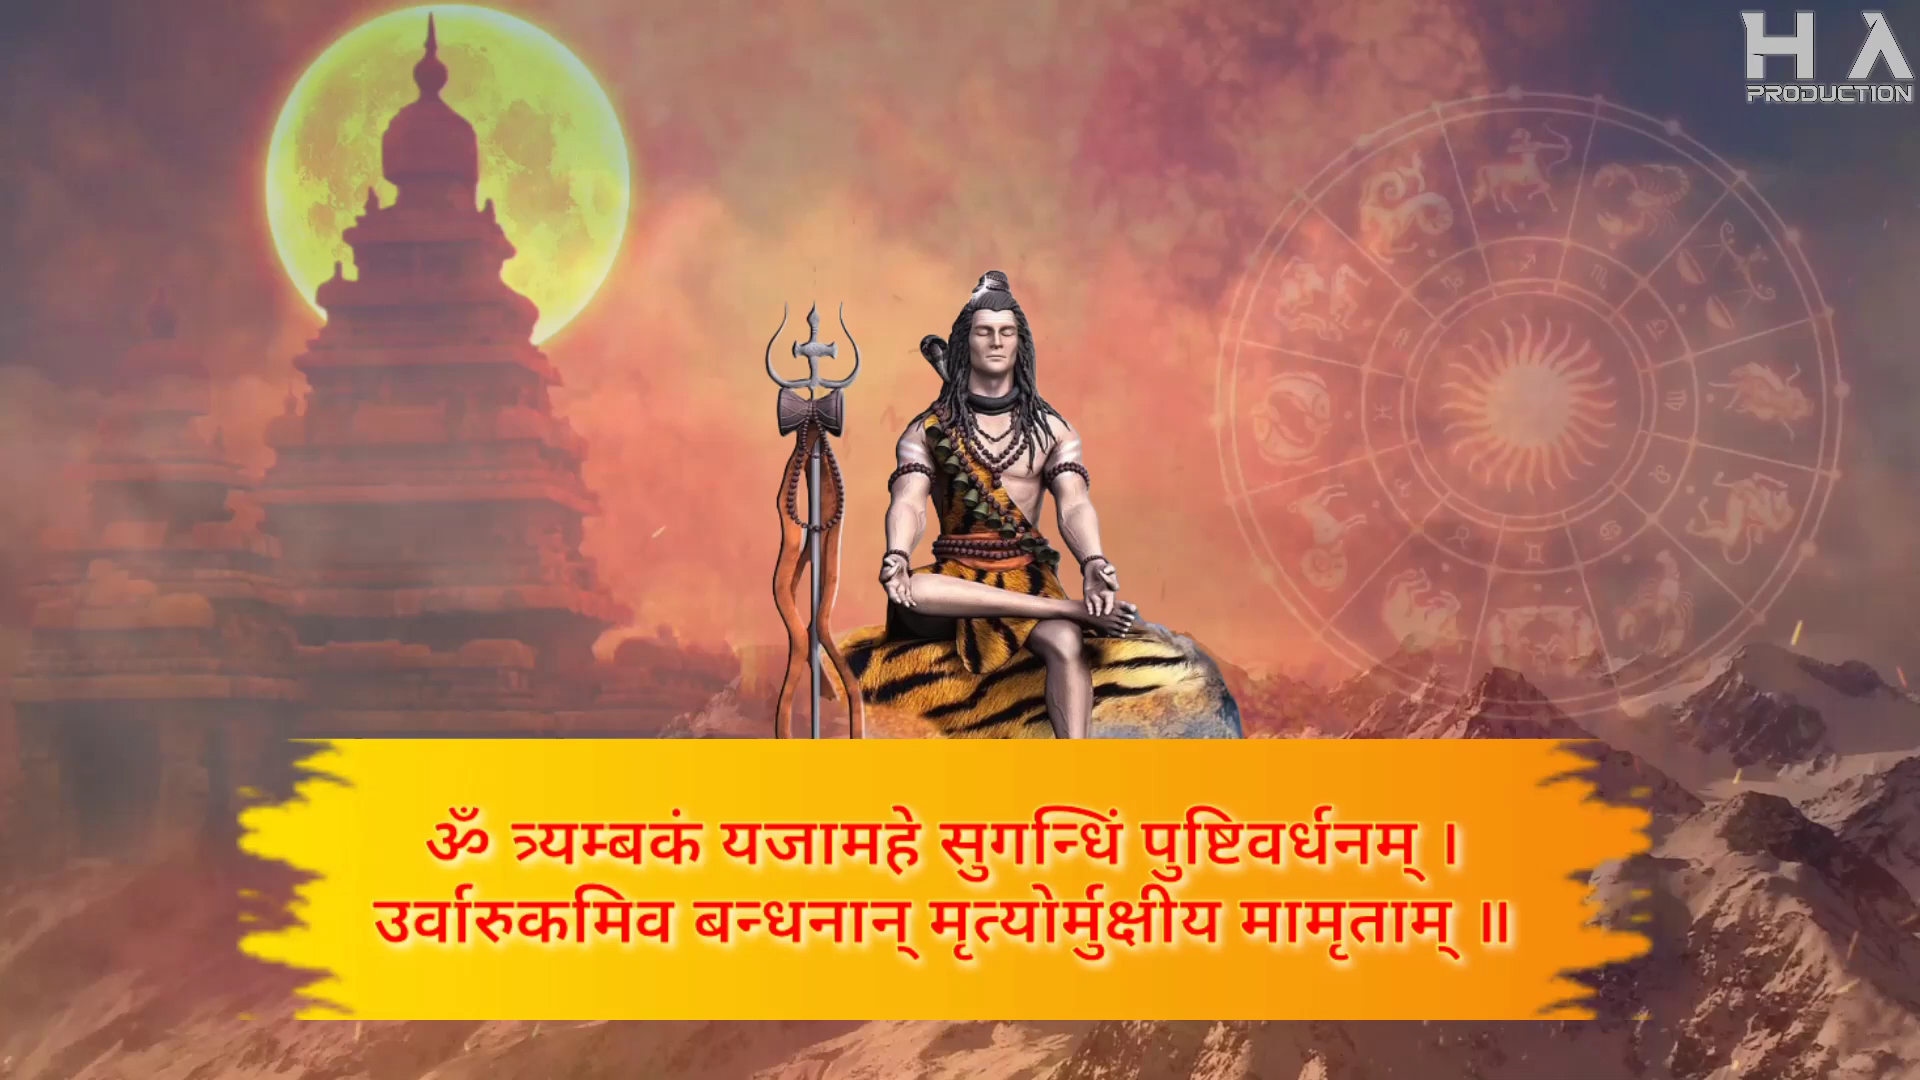 H A
PRODUCTION
ॐ त्र्यम्बकं यजामहे सुगन्धिं पुष्टिवर्धनम् ।
उर्वारुकमिव बन्धनान् मृत्योर्मुक्षीय मामृताम् ॥